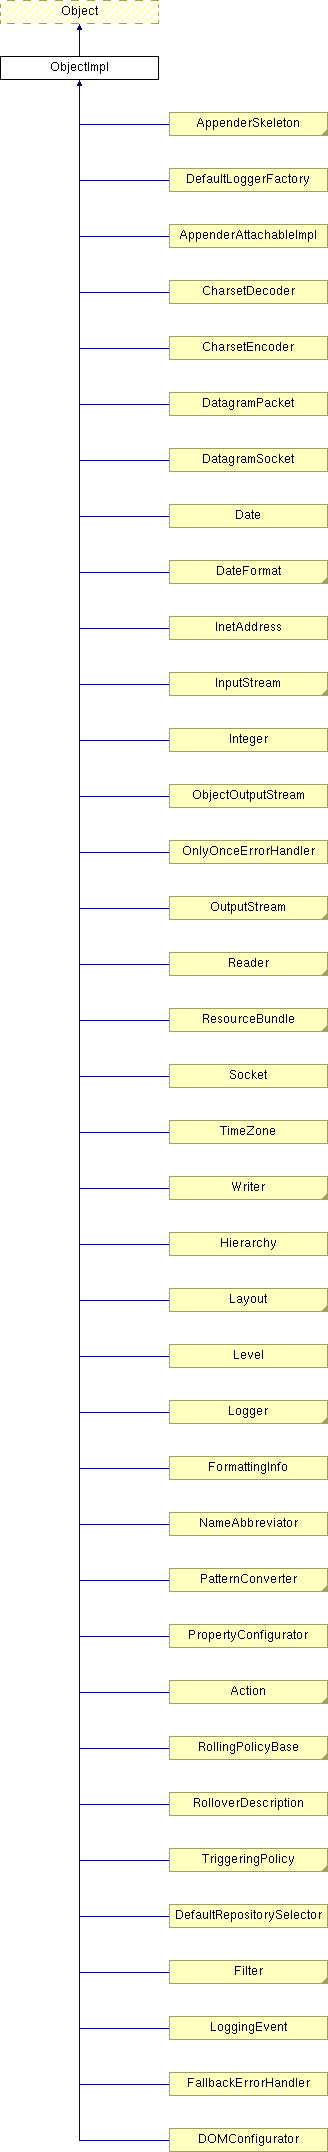 Object
ObjectImpl
AppenderSkeleton
DefaultLoggerFactory
AppenderAttachableImpl
CharsetDecoder
CharsetEncoder
DatagramPacket
DatagramSocket
Date
DateFormat
InetAddress
InputStream
Integer
ObjectOutputStream
OnlyOnceErrorHandler
OutputStream
Reader
ResourceBundle
Socket
TimeZone
Writer
Hierarchy
Layout
Level
Logger
FormattingInfo
NameAbbreviator
PatternConverter
PropertyConfigurator
Action
RollingPolicyBase
RolloverDescription
TriggeringPolicy
DefaultRepositorySelector
Filter
LoggingEvent
FallbackErrorHandler
DOMConfigurator